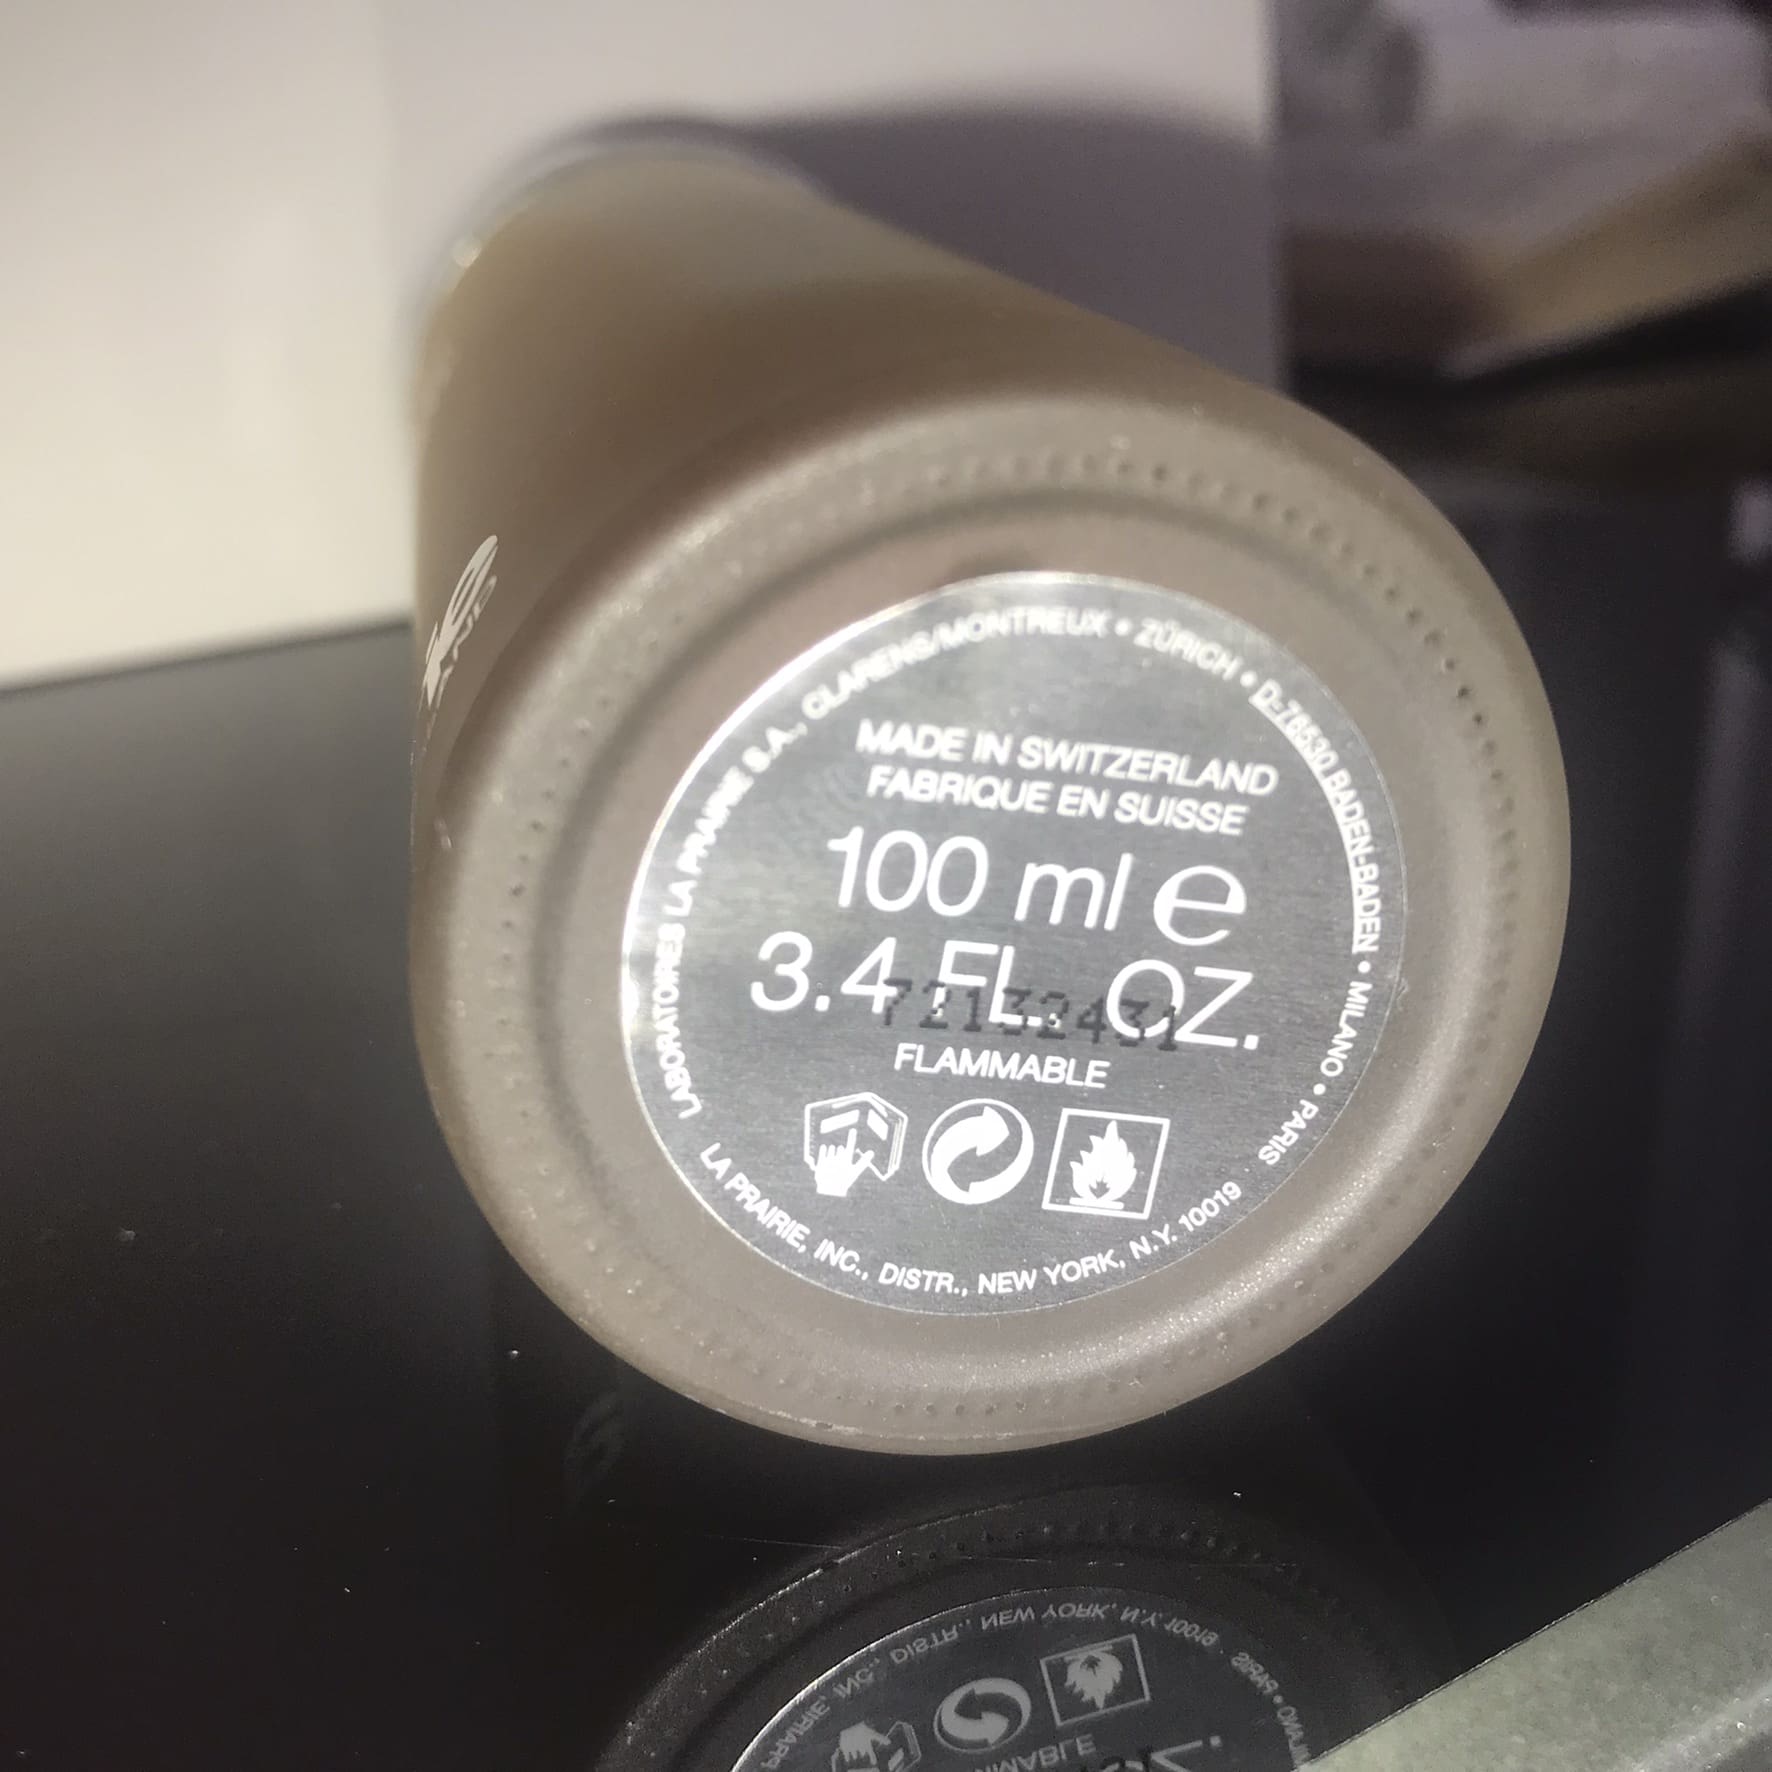 LABORATOIRES LA PRAIRIE S.A., CLARENS/MONTREUX • ZÜRICH • D-76530 BADEN-BADEN • MILANO • PARIS
MADE IN SWITZERLAND
FABRIQUE EN SUISSE
100 ml e
3.4 FL. OZ.
72132431
FLAMMABLE
LA PRAIRIE, INC., DISTR., NEW YORK, N.Y. 10019